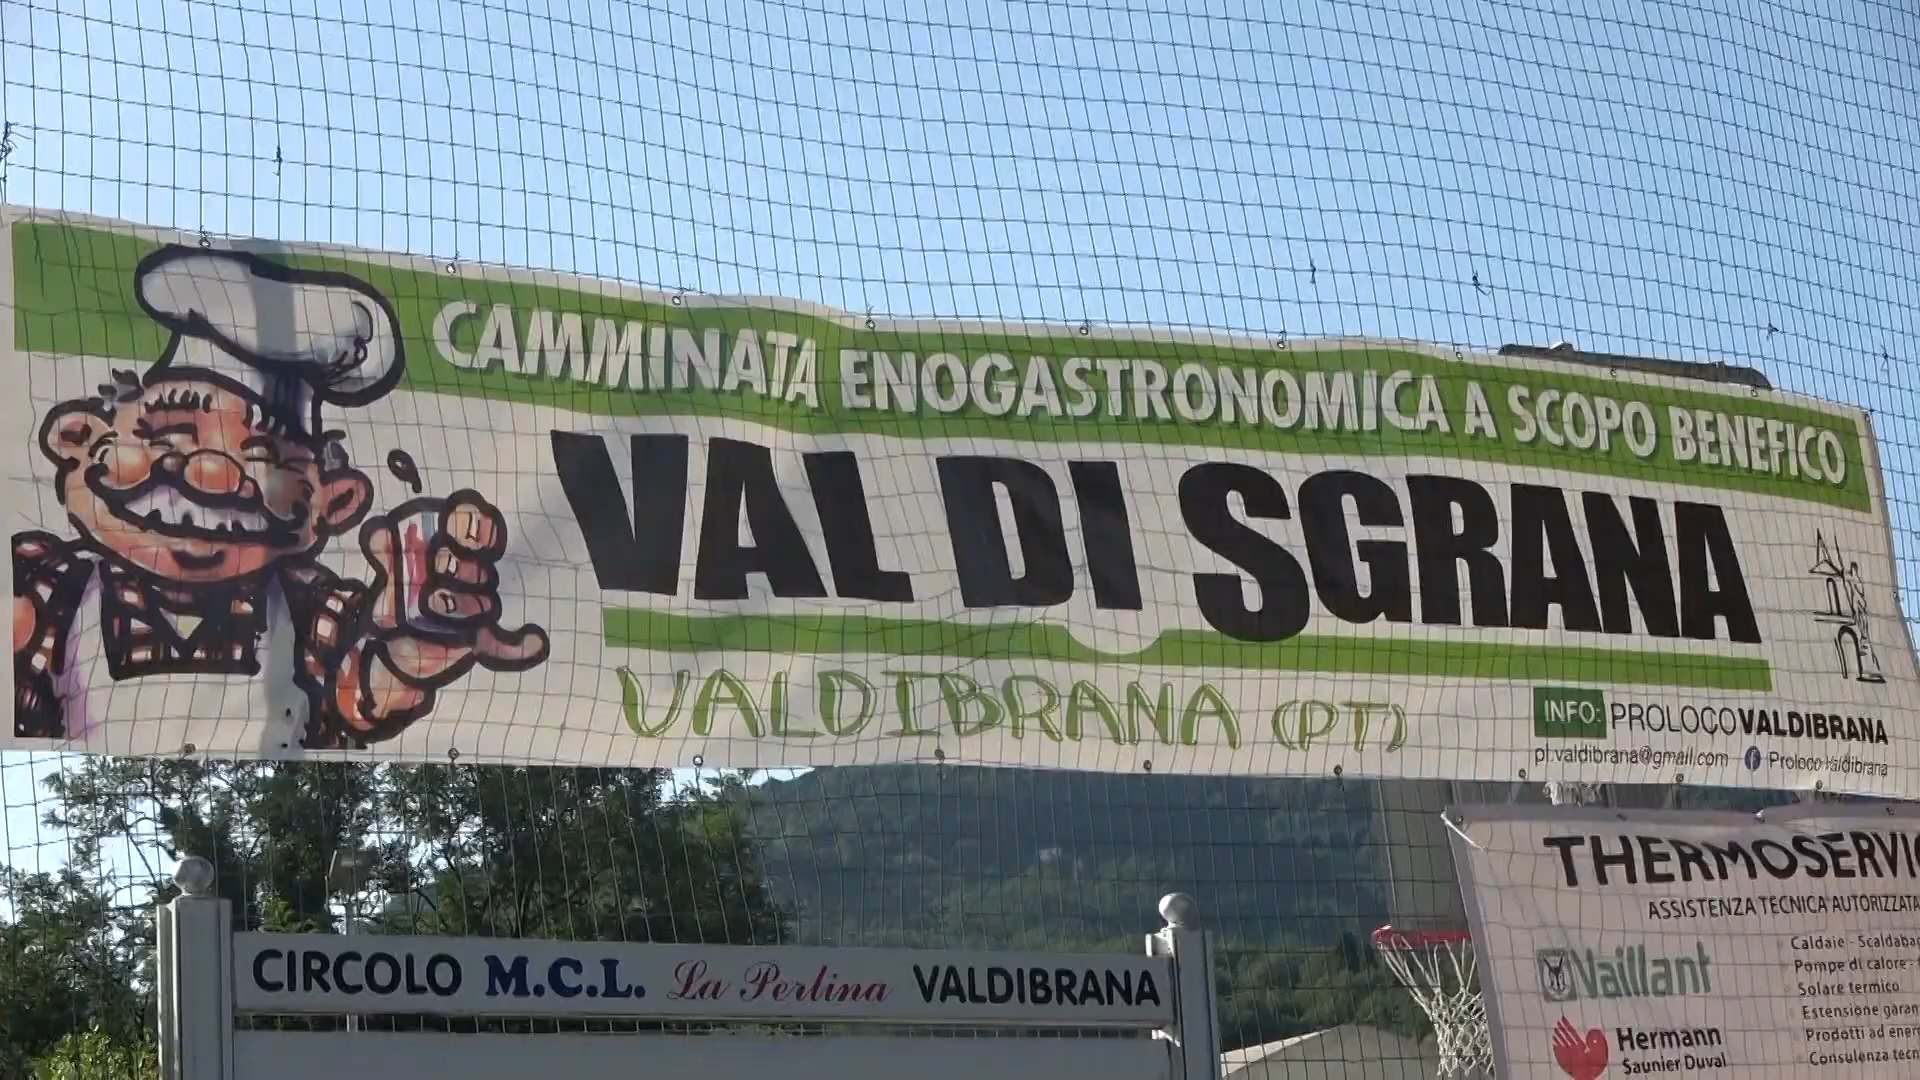 CAMMINATA ENOGASTRONOMICA A SCOPO BENEFICO
VAL DI SGRANA
VALDIBRANA (PT)
INFO: PROLOCO VALDIBRANA
pl.valdibrana@gmail.com Proloco Valdibrana
CIRCOLO M.C.L. La Perlina VALDIBRANA
THERMOSERVI
ASSISTENZA TECNICA AUTORIZZATA
Vaillant
Hermann
Saunier Duval
Caldaie - Scaldaba
Pompe di calore -
Solare termico
Estensione garan
Prodotti ad ener
Consulenza tecn